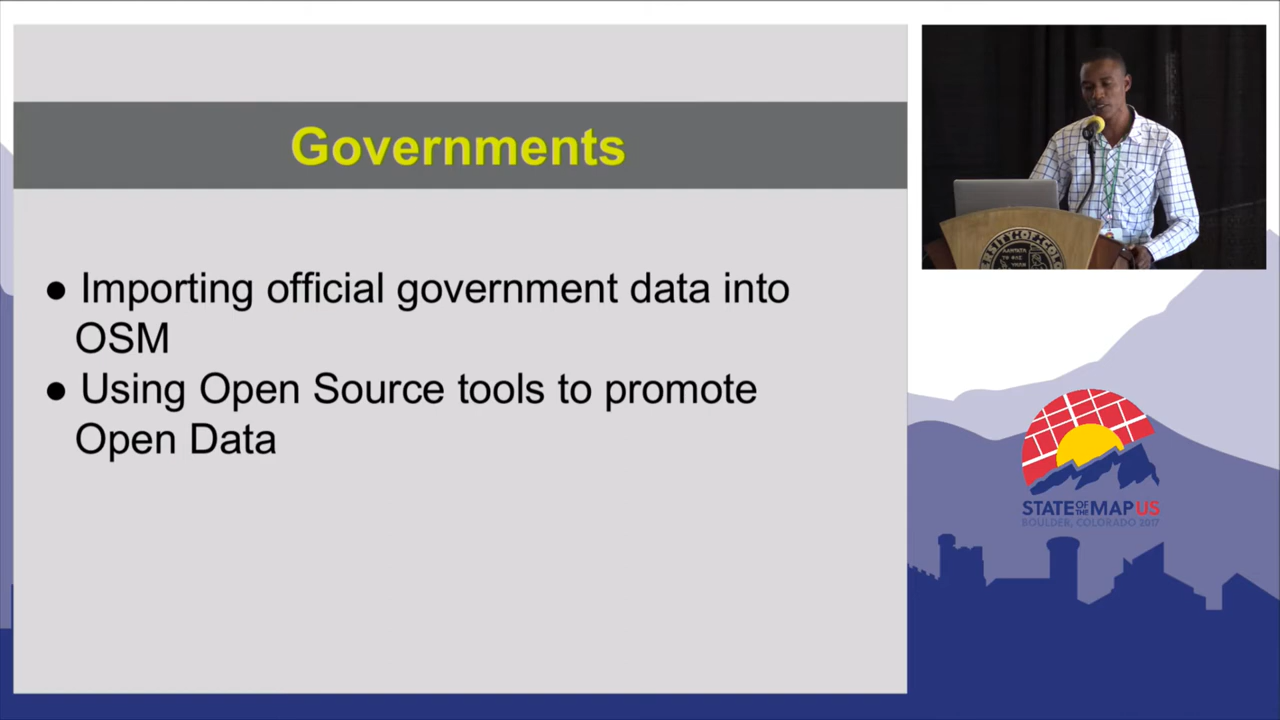 Governments
● Importing official government data into
OSM
● Using Open Source tools to promote
Open Data
STATE OF THE MAP US
BOULDER, COLORADO 2017